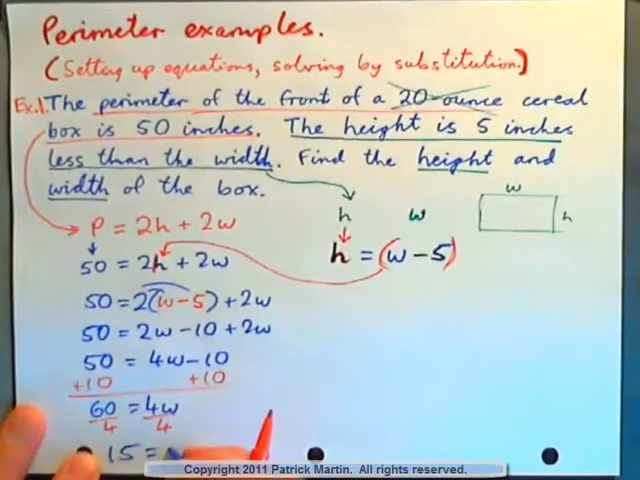 Perimeter examples.
(Setting up equations, solving by substitution.)
Ex.1. The perimeter of the front of a 20 ounce cereal
box is 50 inches. The height is 5 inches
less than the width. Find the height and
width of the box.
w
h
h w
P = 2h + 2w
h = (w - 5)
50 = 2h + 2w
50 = 2(w-5) + 2w
50 = 2w - 10 + 2w
50 = 4w - 10
+10 +10
60 = 4w
4 4
15 =
Copyright 2011 Patrick Martin. All rights reserved.